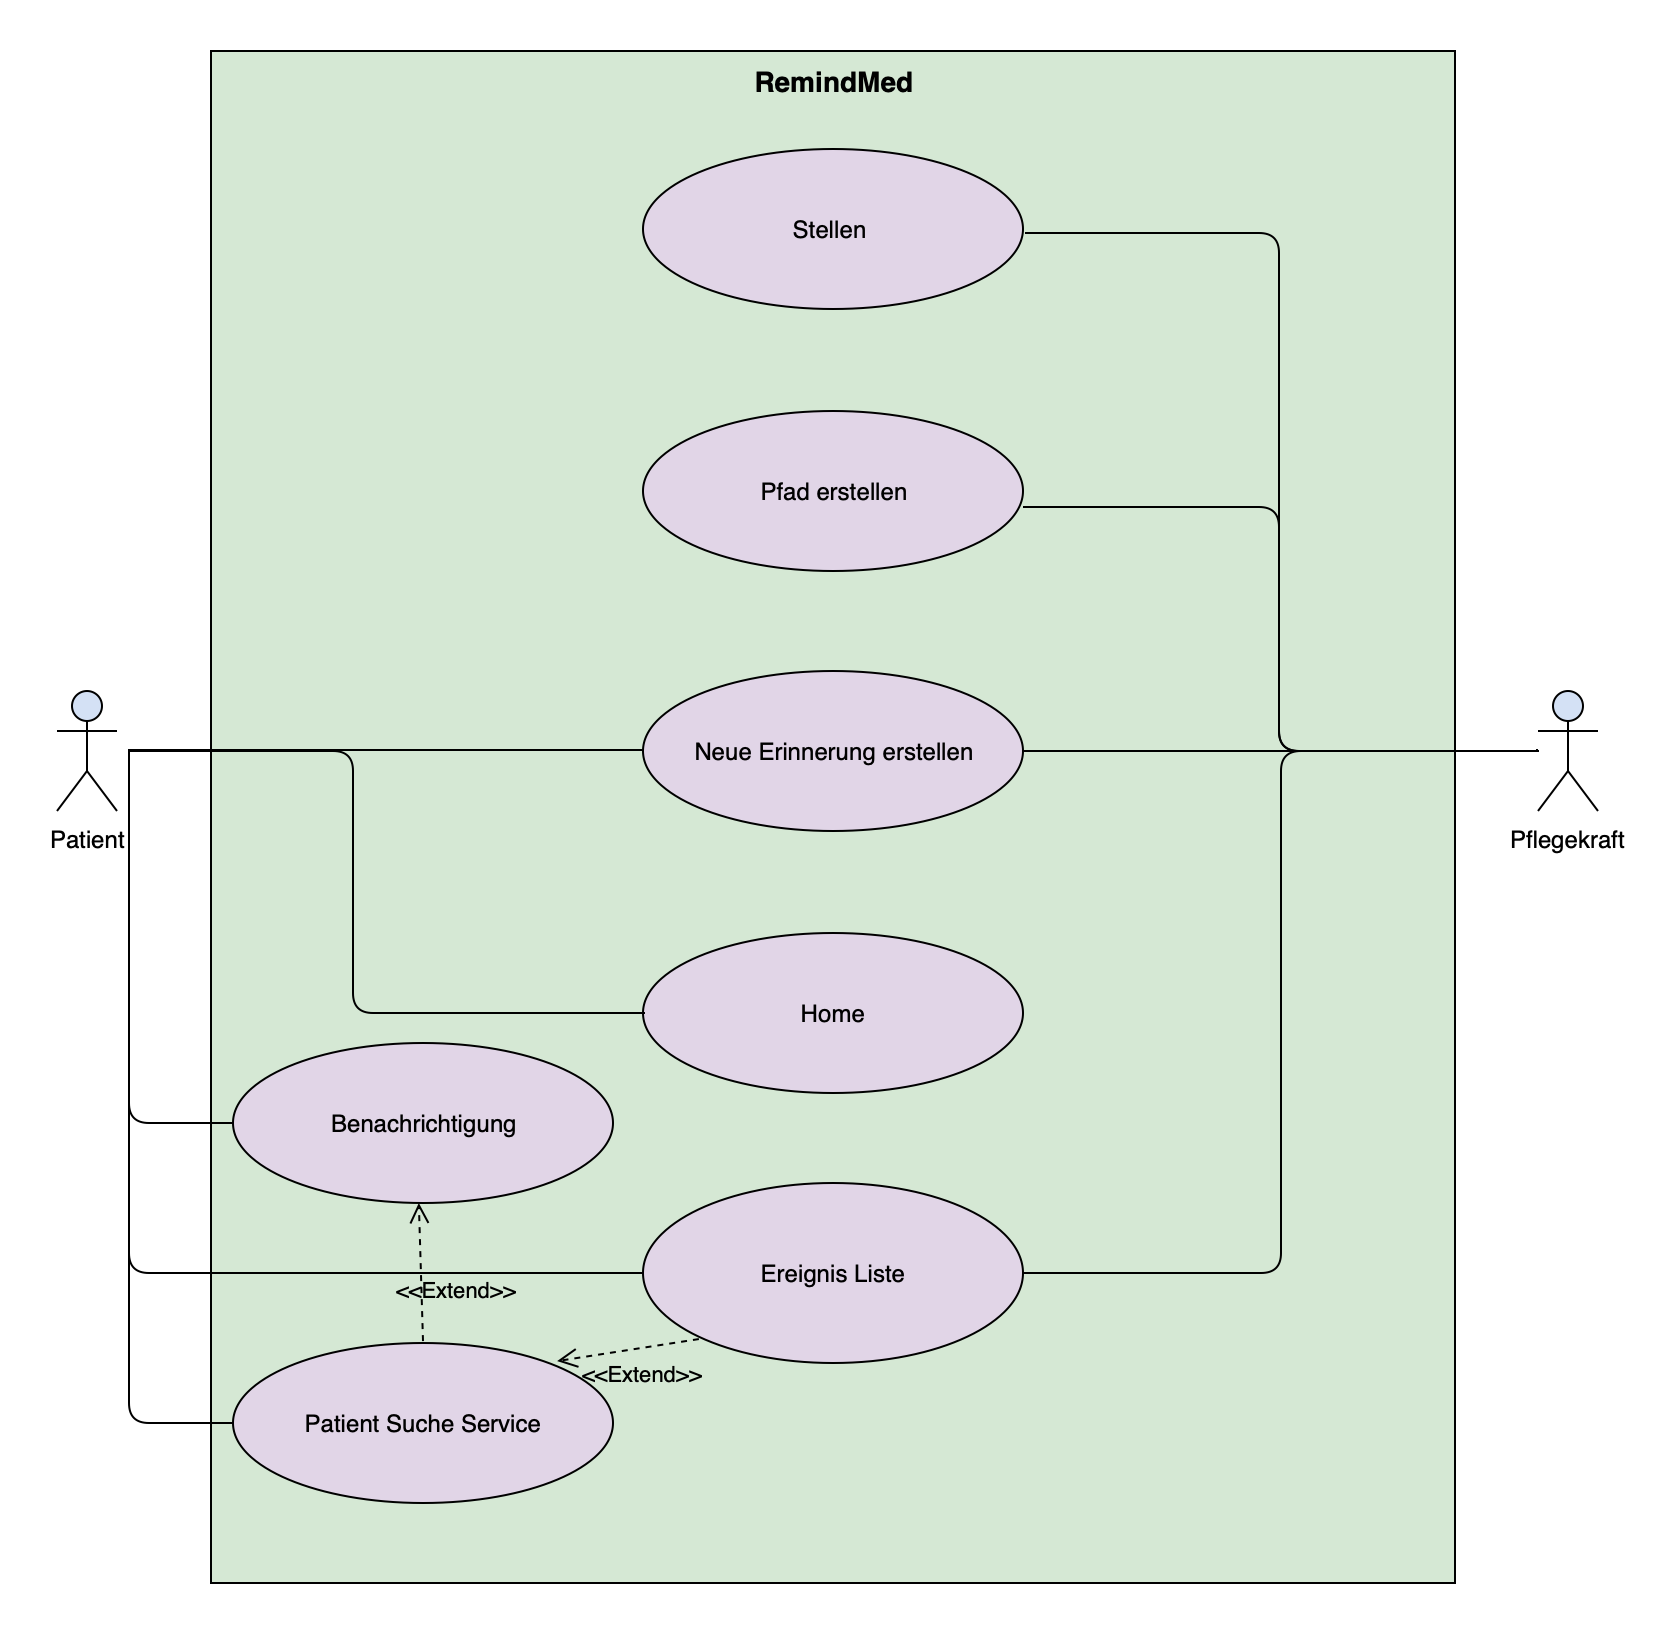 RemindMed
Stellen
Pfad erstellen
Neue Erinnerung erstellen
Patient
Pflegekraft
Home
Benachrichtigung
Ereignis Liste
<<Extend>>
<<Extend>>
Patient Suche Service